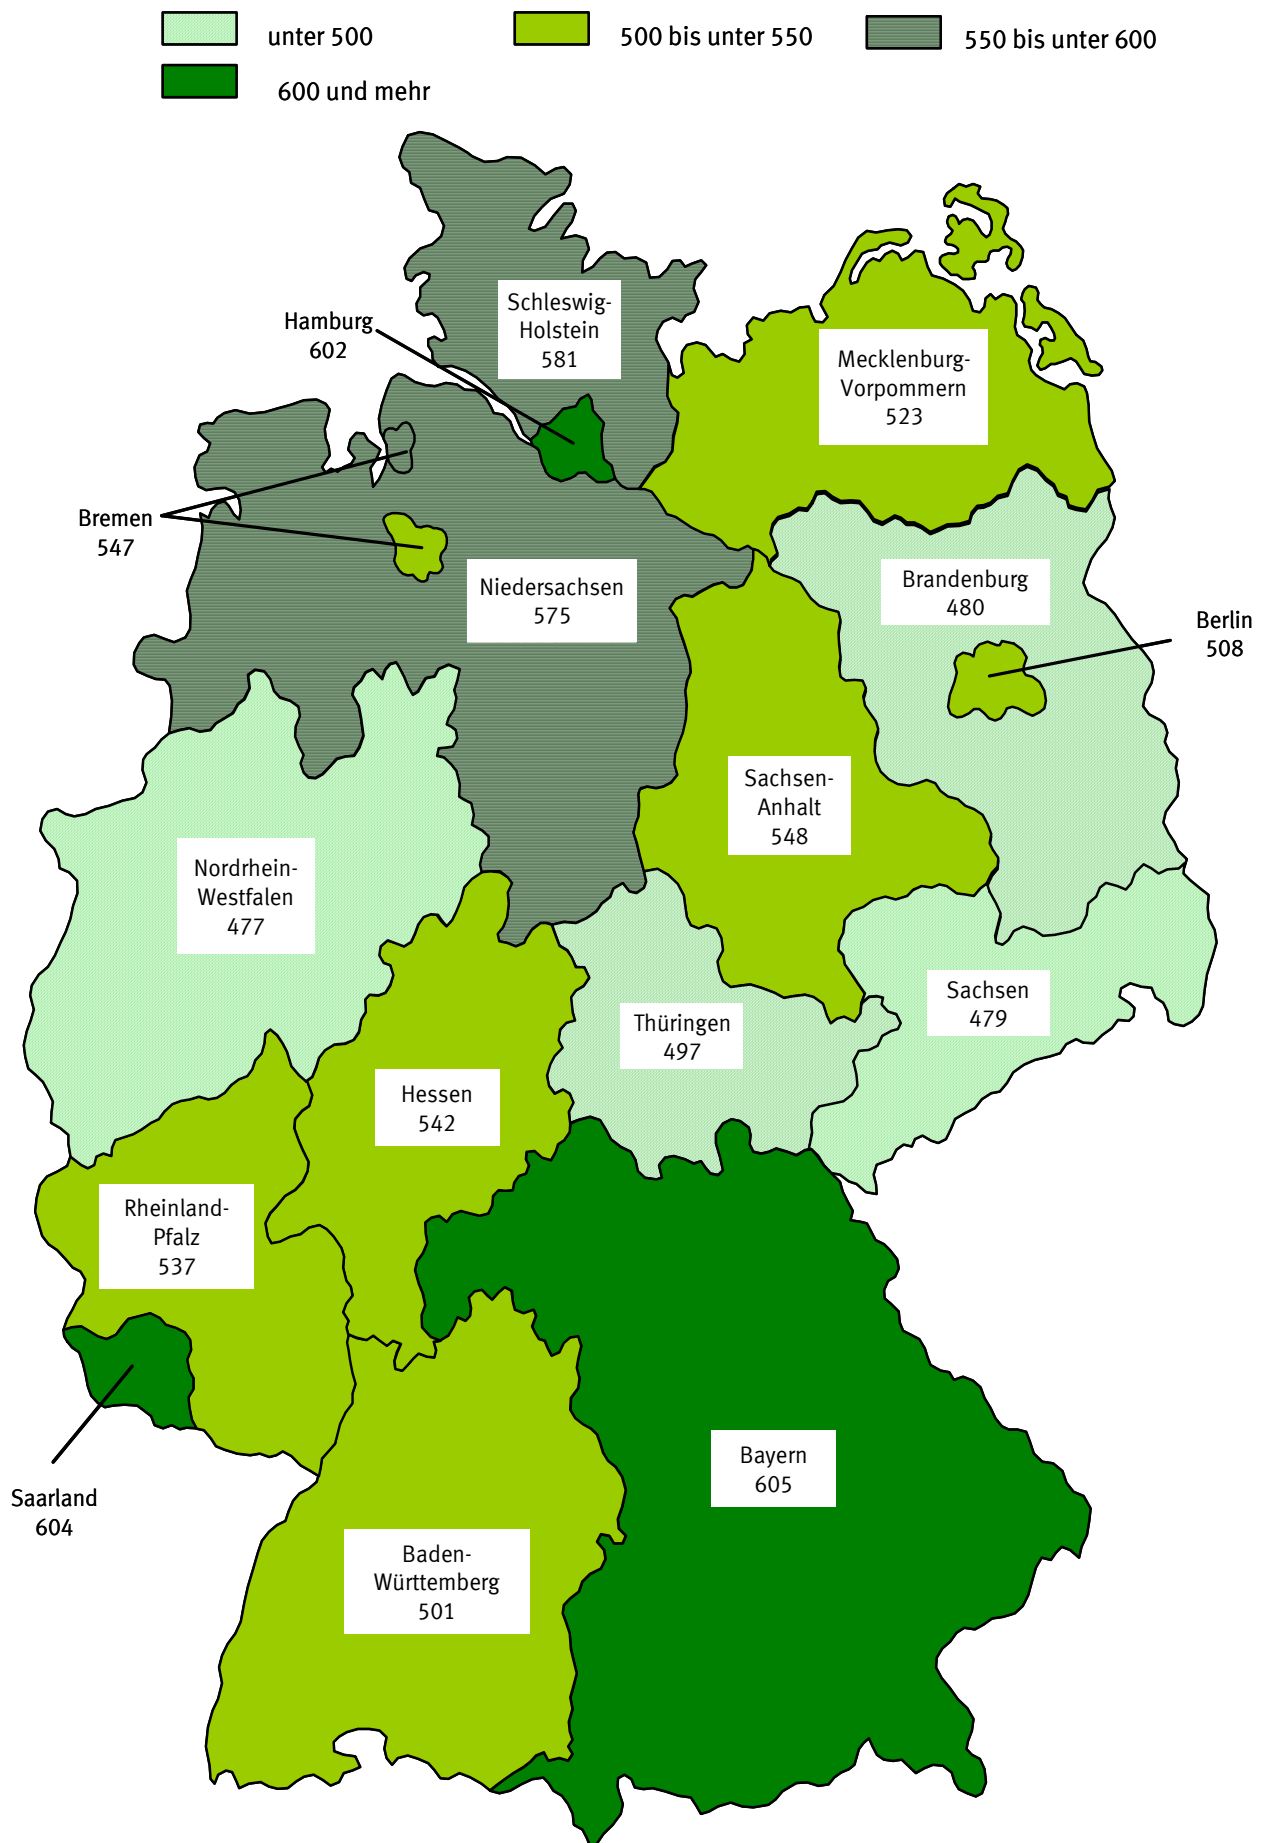 unter 500
500 bis unter 550
550 bis unter 600
600 und mehr
Schleswig-
Holstein
581
Hamburg
602
Mecklenburg-
Vorpommern
523
Bremen
547
Niedersachsen
575
Brandenburg
480
Berlin
508
Sachsen-
Anhalt
548
Nordrhein-
Westfalen
477
Sachsen
479
Thüringen
497
Hessen
542
Rheinland-
Pfalz
537
Bayern
605
Saarland
604
Baden-
Württemberg
501